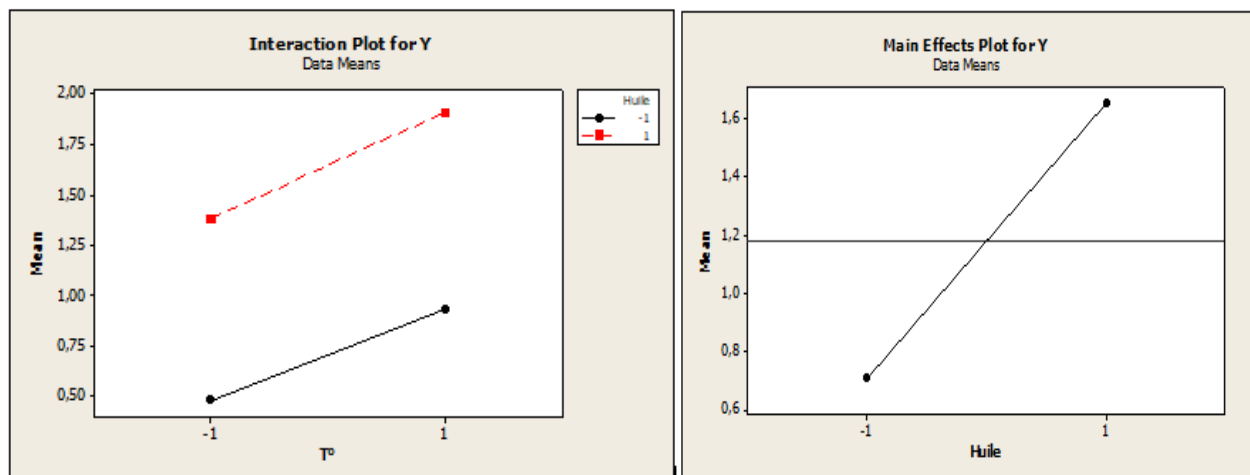 Interaction Plot for Y
Data Means
2,00
1,75
1,50
1,25
1,00
0,75
0,50
Mean
-1
1
T°
Huile
-1
1
Main Effects Plot for Y
Data Means
1,6
1,4
1,2
1,0
0,8
0,6
Mean
-1
1
Huile